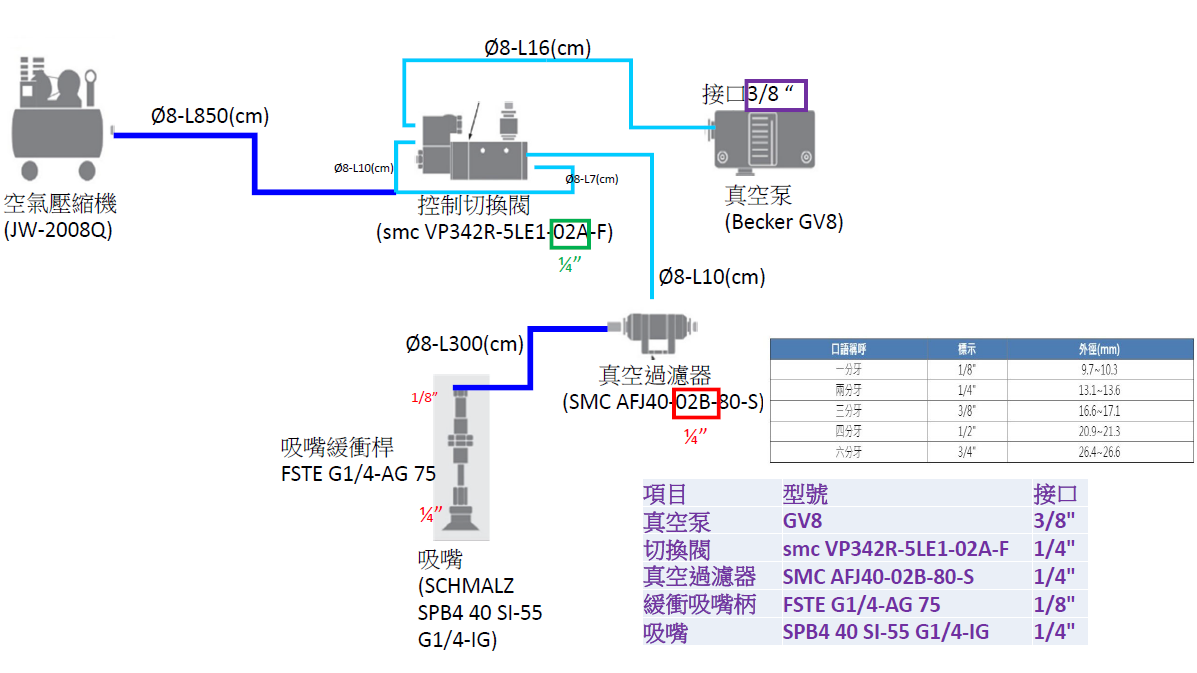 Ø8-L16(cm)
接口3/8 “
Ø8-L850(cm)
Ø8-L10(cm)
Ø8-L7(cm)
空氣壓縮機
(JW-2008Q)
控制切換閥
(smc VP342R-5LE1-02A-F)
¼”
真空泵
(Becker GV8)
Ø8-L10(cm)
Ø8-L300(cm)
真空過濾器
(SMC AFJ40-02B-80-S)
¼”
1/8”
吸嘴緩衝桿
FSTE G1/4-AG 75
¼”
吸嘴
(SCHMALZ
SPB4 40 SI-55
G1/4-IG)
口語稱呼 標示 外徑(mm)
一分牙 1/8" 9.7~10.3
兩分牙 1/4" 13.1~13.6
三分牙 3/8" 16.6~17.1
四分牙 1/2" 20.9~21.3
六分牙 3/4" 26.4~26.6
項目 型號 接口
真空泵 GV8 3/8"
切換閥 smc VP342R-5LE1-02A-F 1/4"
真空過濾器 SMC AFJ40-02B-80-S 1/4"
緩衝吸嘴柄 FSTE G1/4-AG 75 1/8"
吸嘴 SPB4 40 SI-55 G1/4-IG 1/4"